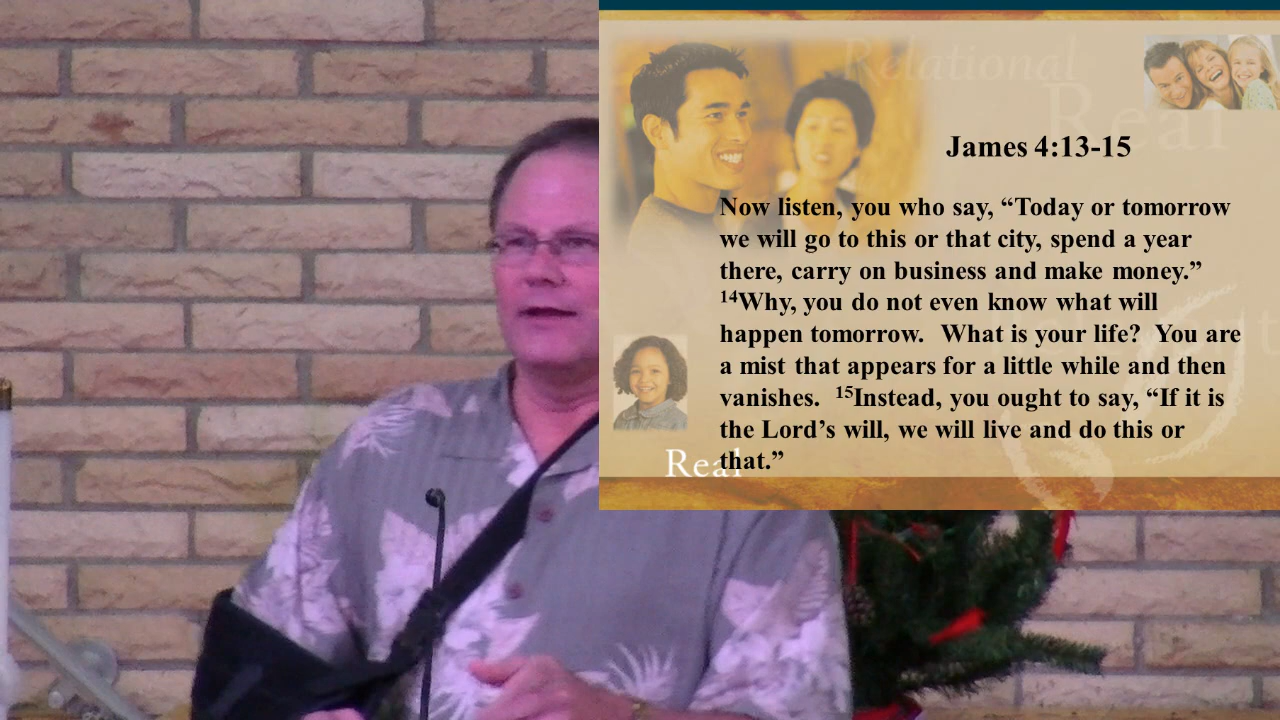 Relational
Real
James 4:13-15
Now listen, you who say, “Today or tomorrow
we will go to this or that city, spend a year
there, carry on business and make money.”
14Why, you do not even know what will
happen tomorrow. What is your life? You are
a mist that appears for a little while and then
vanishes. 15Instead, you ought to say, “If it is
the Lord’s will, we will live and do this or
that.”
Real